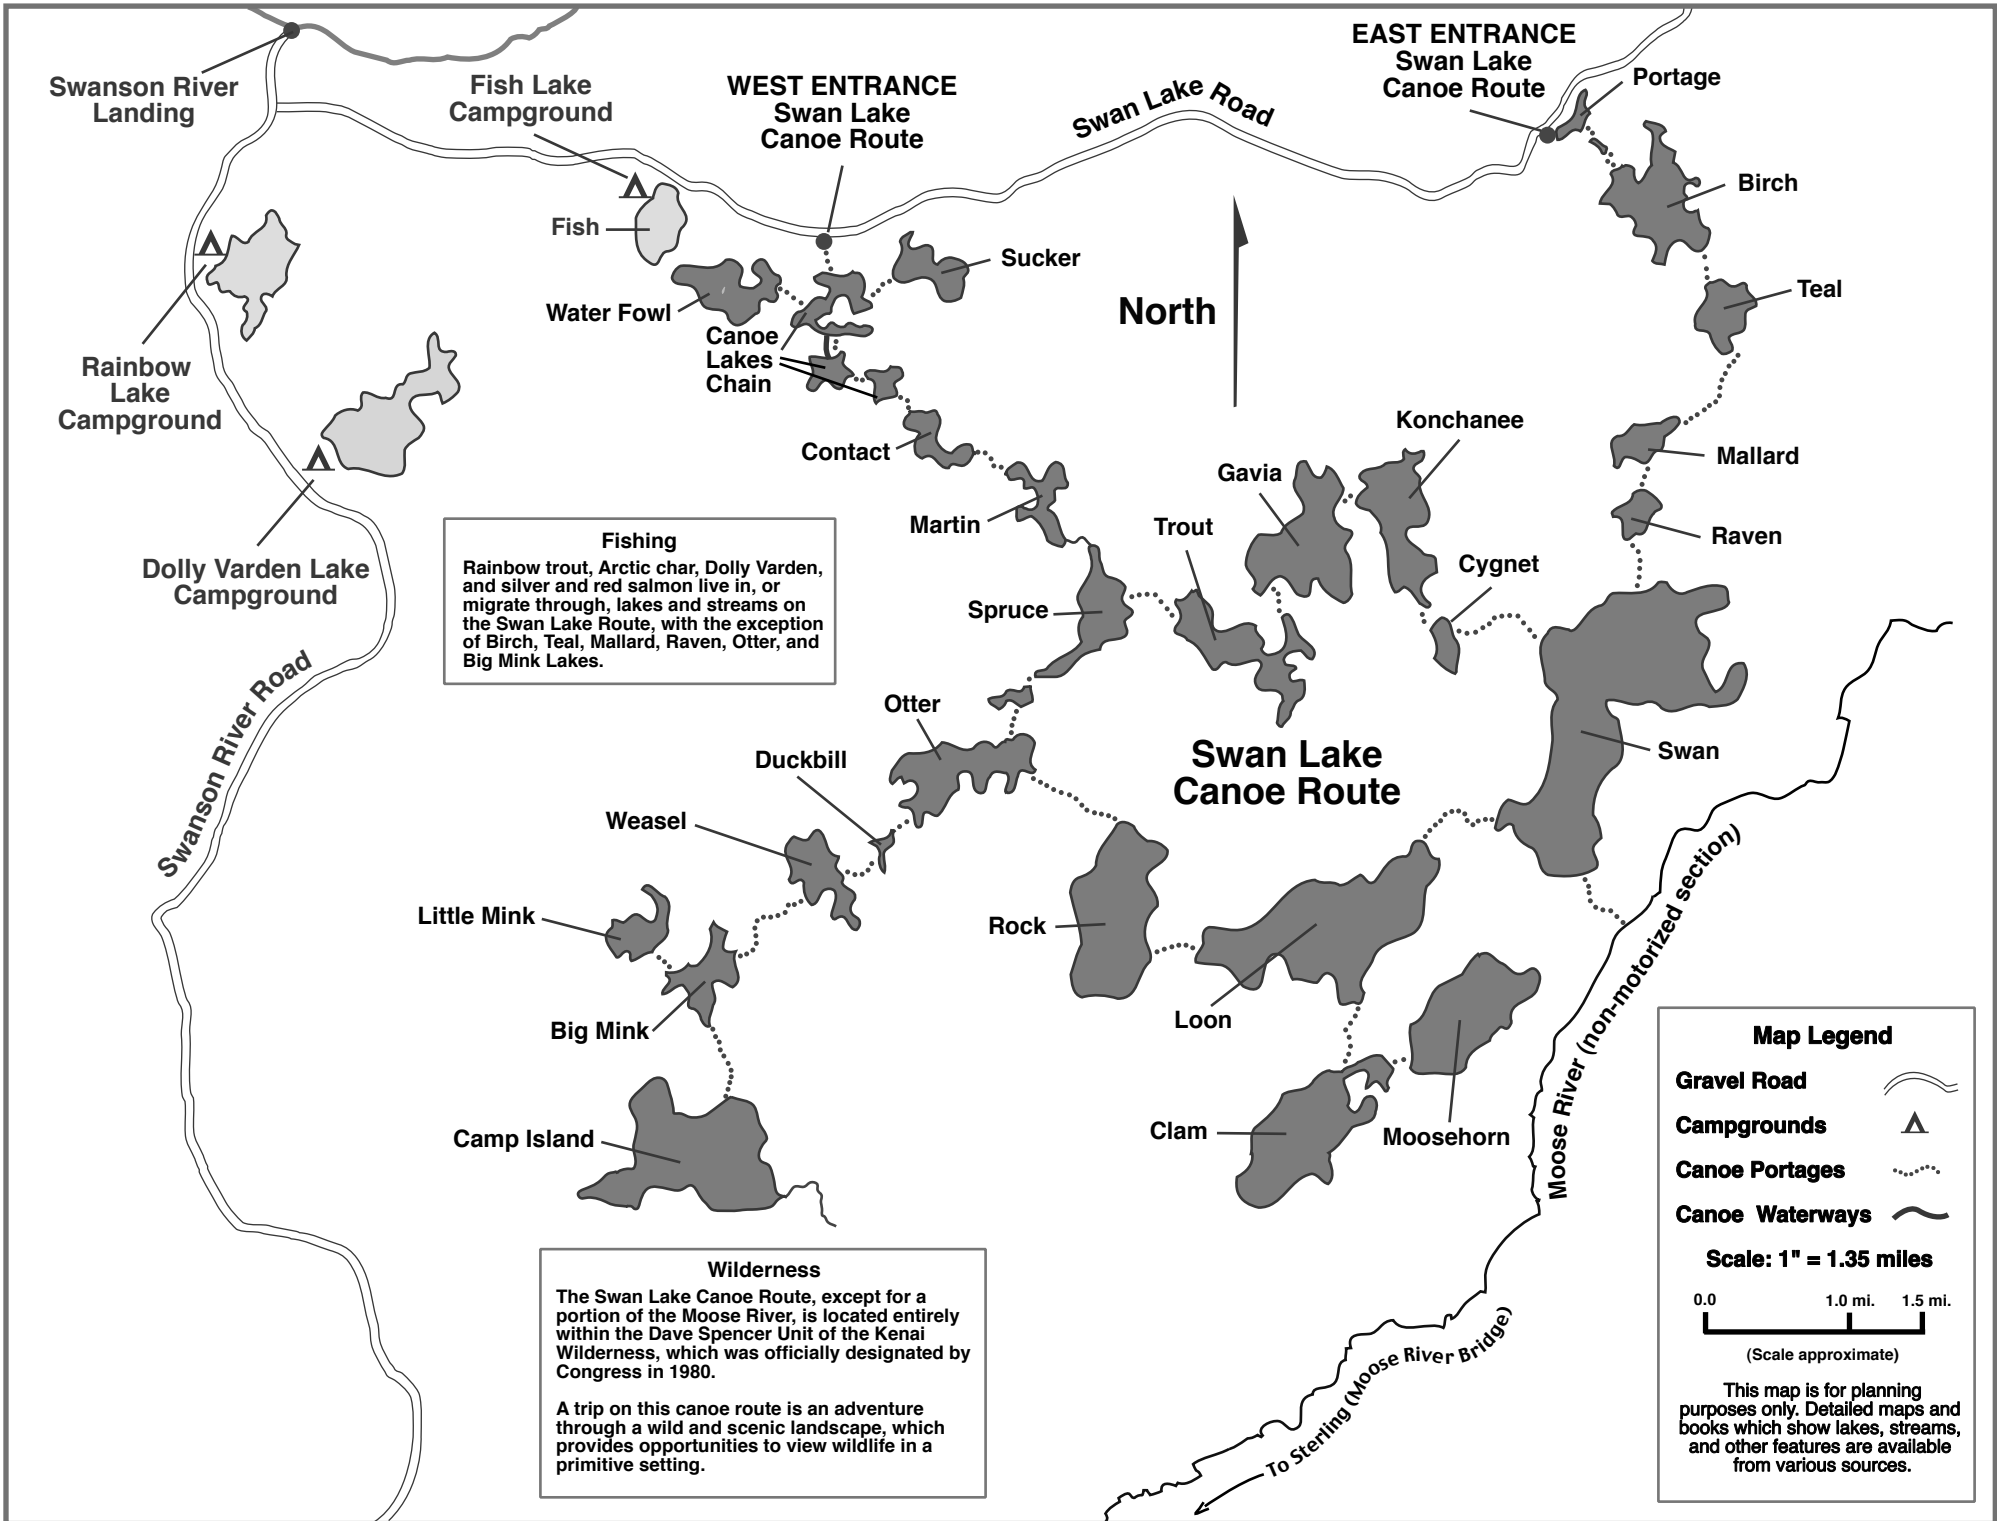 EAST ENTRANCE
Swan Lake
Canoe Route
Portage
Swanson River
Landing
Fish Lake
Campground
WEST ENTRANCE
Swan Lake
Canoe Route
Swan Lake Road
Birch
Fish
Sucker
Water Fowl
North
Teal
Canoe
Lakes
Chain
Rainbow
Lake
Campground
Contact
Konchanee
Mallard
Gavia
Martin
Trout
Raven
Dolly Varden Lake
Campground
Fishing
Rainbow trout, Arctic char, Dolly Varden,
and silver and red salmon live in, or
migrate through, lakes and streams on
the Swan Lake Route, with the exception
of Birch, Teal, Mallard, Raven, Otter, and
Big Mink Lakes.
Cygnet
Spruce
Swanson River Road
Otter
Duckbill
Swan Lake
Canoe Route
Swan
Weasel
Little Mink
Rock
Loon
Big Mink
Moose River (non-motorized section)
Camp Island
Clam
Moosehorn
Map Legend
Gravel Road
Campgrounds
Canoe Portages
Canoe Waterways
Scale: 1" = 1.35 miles
0.0 1.0 mi. 1.5 mi.
(Scale approximate)
This map is for planning
purposes only. Detailed maps and
books which show lakes, streams,
and other features are available
from various sources.
Wilderness
The Swan Lake Canoe Route, except for a
portion of the Moose River, is located entirely
within the Dave Spencer Unit of the Kenai
Wilderness, which was officially designated by
Congress in 1980.
A trip on this canoe route is an adventure
through a wild and scenic landscape, which
provides opportunities to view wildlife in a
primitive setting.
To Sterling (Moose River Bridge)